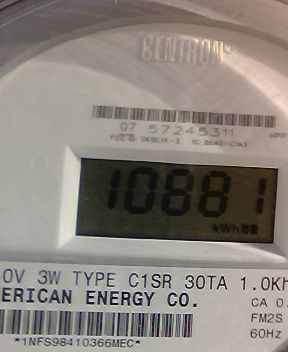 CENTRON®
07 57245311
10881
kWh
0V 3W TYPE C1SR 30TA 1.0Kh
ERICAN ENERGY CO.
CA 0.
FM2S
*1NFS98410366MEC*
60Hz